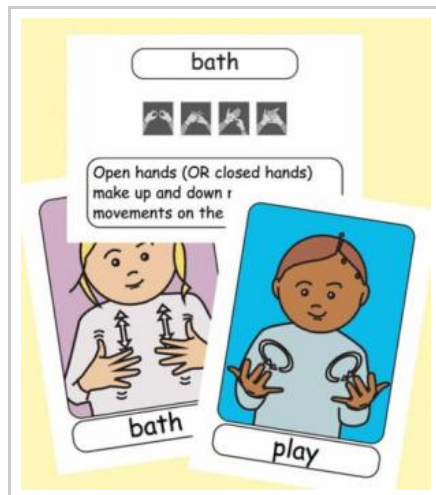 bath
Open hands (OR closed hands)
make up and down
movements on the
bath
play